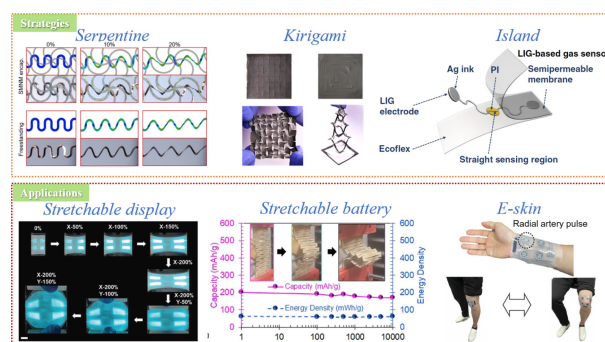 Strategies
Serpentine
Kirigami
Island
0%
10%
20%
SMNM encap.
Freestanding
LIG-based gas senso
Ag ink
PI
Semipermeable
membrane
LIG
electrode
Ecoflex
Straight sensing region
Applications
Stretchable display
Stretchable battery
E-skin
0%
X-50%
X-100%
X-150%
X-200%
X-200%
Y-50%
X-200%
Y-100%
X-200%
Y-150%
Capacity (mAh/g)
600
500
400
300
200
100
0
Capacity (mAh/g)
Energy Density (mWh/g)
600
500
400
300
200
100
0
Energy Density
1
100
1000
10000
Radial artery pulse